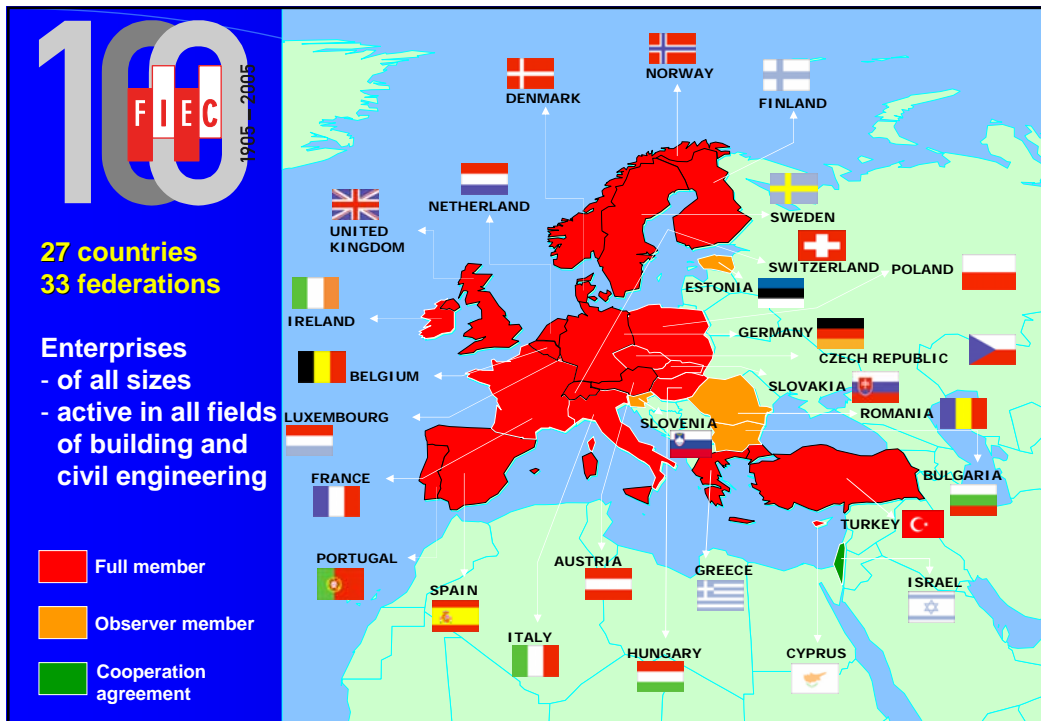 100
FIEC
1905 – 2005
27 countries
33 federations
Enterprises
- of all sizes
- active in all fields
of building and
civil engineering
Full member
Observer member
Cooperation
agreement
NORWAY
DENMARK
FINLAND
NETHERLAND
UNITED
KINGDOM
SWEDEN
SWITZERLAND
POLAND
ESTONIA
IRELAND
GERMANY
CZECH REPUBLIC
BELGIUM
SLOVAKIA
LUXEMBOURG
ROMANIA
SLOVENIA
FRANCE
BULGARIA
TURKEY
PORTUGAL
AUSTRIA
GREECE
ISRAEL
SPAIN
ITALY
HUNGARY
CYPRUS